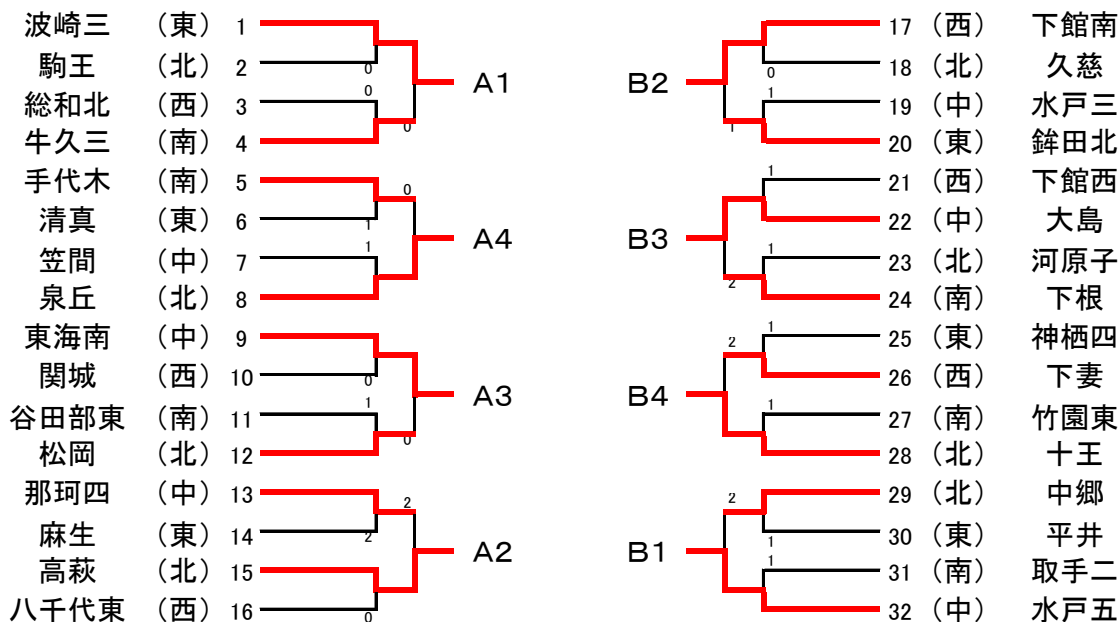 波崎三 （東） 1
駒王 （北） 2
0
総和北 （西） 3
0
牛久三 （南） 4
0
A1
手代木 （南） 5
0
清真 （東） 6
1
笠間 （中） 7
1
泉丘 （北） 8
A4
東海南 （中） 9
関城 （西） 10
0
谷田部東 （南） 11
1
松岡 （北） 12
0
A3
那珂四 （中） 13
2
麻生 （東） 14
2
高萩 （北） 15
八千代東 （西） 16
0
A2
17 （西） 下館南
18 （北） 久慈
0
19 （中） 水戸三
1
20 （東） 鉾田北
1
B2
21 （西） 下館西
1
22 （中） 大島
23 （北） 河原子
1
24 （南） 下根
2
B3
25 （東） 神栖四
1
2
26 （西） 下妻
27 （南） 竹園東
1
28 （北） 十王
B4
29 （北） 中郷
2
30 （東） 平井
1
31 （南） 取手二
1
32 （中） 水戸五
B1